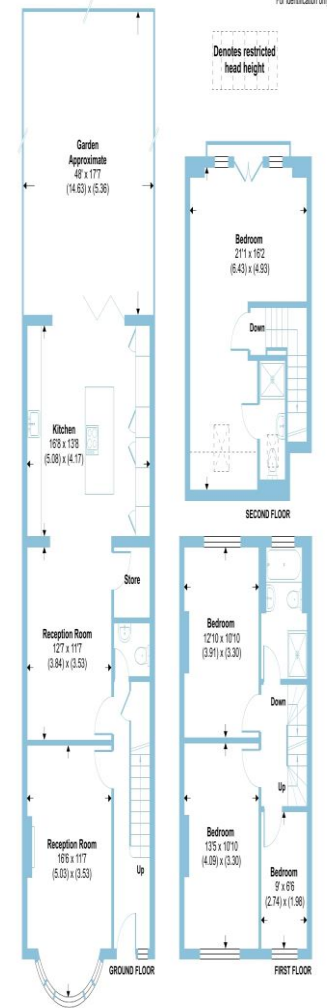 For identification only
Denotes restricted
head height
Garden
Approximate
48' x 17'7
(14.63) x (5.36)
Bedroom
21'1 x 16'2
(6.43) x (4.93)
Down
Kitchen
16'8 x 13'8
(5.08) x (4.17)
SECOND FLOOR
Store
Reception Room
12'7 x 11'7
(3.84) x (3.53)
Bedroom
12'10 x 10'10
(3.91) x (3.30)
Down
Up
Reception Room
16'6 x 11'7
(5.03) x (3.53)
Up
Bedroom
13'5 x 10'10
(4.09) x (3.30)
Bedroom
9' x 6'6
(2.74) x (1.98)
GROUND FLOOR
FIRST FLOOR